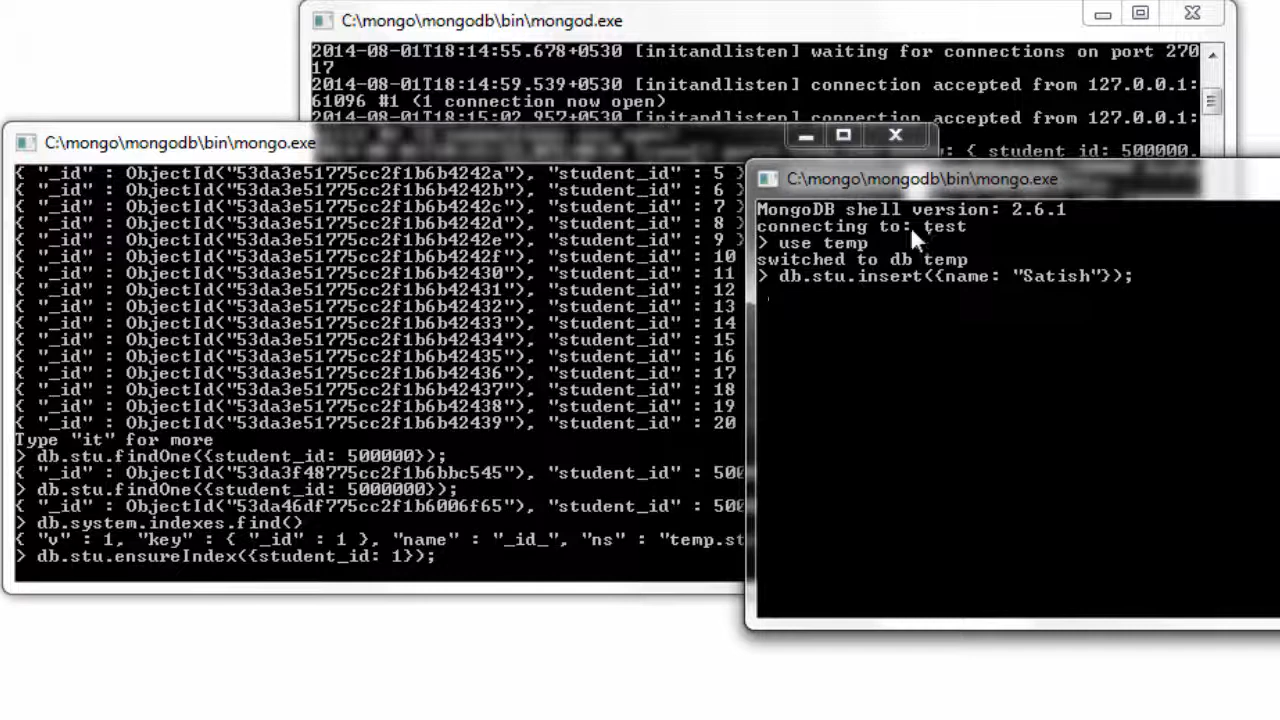 C:\mongo\mongodb\bin\mongod.exe
2014-08-01T18:14:55.678+0530 [initandlisten] waiting for connections on port 270
17
2014-08-01T18:14:59.539+0530 [initandlisten] connection accepted from 127.0.0.1:
61096 #1 (1 connection now open)
2014-08-01T18:15:02.957+0530 [initandlisten] connection accepted from 127.0.0.1:
{ student_id: 500000.
C:\mongo\mongodb\bin\mongo.exe
{ "_id" : ObjectId("53da3e51775cc2f1b6b4242a"), "student_id" : 5 }
{ "_id" : ObjectId("53da3e51775cc2f1b6b4242b"), "student_id" : 6 }
{ "_id" : ObjectId("53da3e51775cc2f1b6b4242c"), "student_id" : 7 }
{ "_id" : ObjectId("53da3e51775cc2f1b6b4242d"), "student_id" : 8 }
{ "_id" : ObjectId("53da3e51775cc2f1b6b4242e"), "student_id" : 9 }
{ "_id" : ObjectId("53da3e51775cc2f1b6b4242f"), "student_id" : 10
{ "_id" : ObjectId("53da3e51775cc2f1b6b42430"), "student_id" : 11
{ "_id" : ObjectId("53da3e51775cc2f1b6b42431"), "student_id" : 12
{ "_id" : ObjectId("53da3e51775cc2f1b6b42432"), "student_id" : 13
{ "_id" : ObjectId("53da3e51775cc2f1b6b42433"), "student_id" : 14
{ "_id" : ObjectId("53da3e51775cc2f1b6b42434"), "student_id" : 15
{ "_id" : ObjectId("53da3e51775cc2f1b6b42435"), "student_id" : 16
{ "_id" : ObjectId("53da3e51775cc2f1b6b42436"), "student_id" : 17
{ "_id" : ObjectId("53da3e51775cc2f1b6b42437"), "student_id" : 18
{ "_id" : ObjectId("53da3e51775cc2f1b6b42438"), "student_id" : 19
{ "_id" : ObjectId("53da3e51775cc2f1b6b42439"), "student_id" : 20
Type "it" for more
> db.stu.findOne({student_id: 500000});
{ "_id" : ObjectId("53da3f48775cc2f1b6bbc545"), "student_id" : 500
> db.stu.findOne({student_id: 5000000});
{ "_id" : ObjectId("53da46df775cc2f1b6006f65"), "student_id" : 500
> db.system.indexes.find()
{ "v" : 1, "key" : { "_id" : 1 }, "name" : "_id_", "ns" : "temp.st
> db.stu.ensureIndex({student_id: 1});
C:\mongo\mongodb\bin\mongo.exe
MongoDB shell version: 2.6.1
connecting to: test
> use temp
switched to db temp
> db.stu.insert({name: "Satish"});